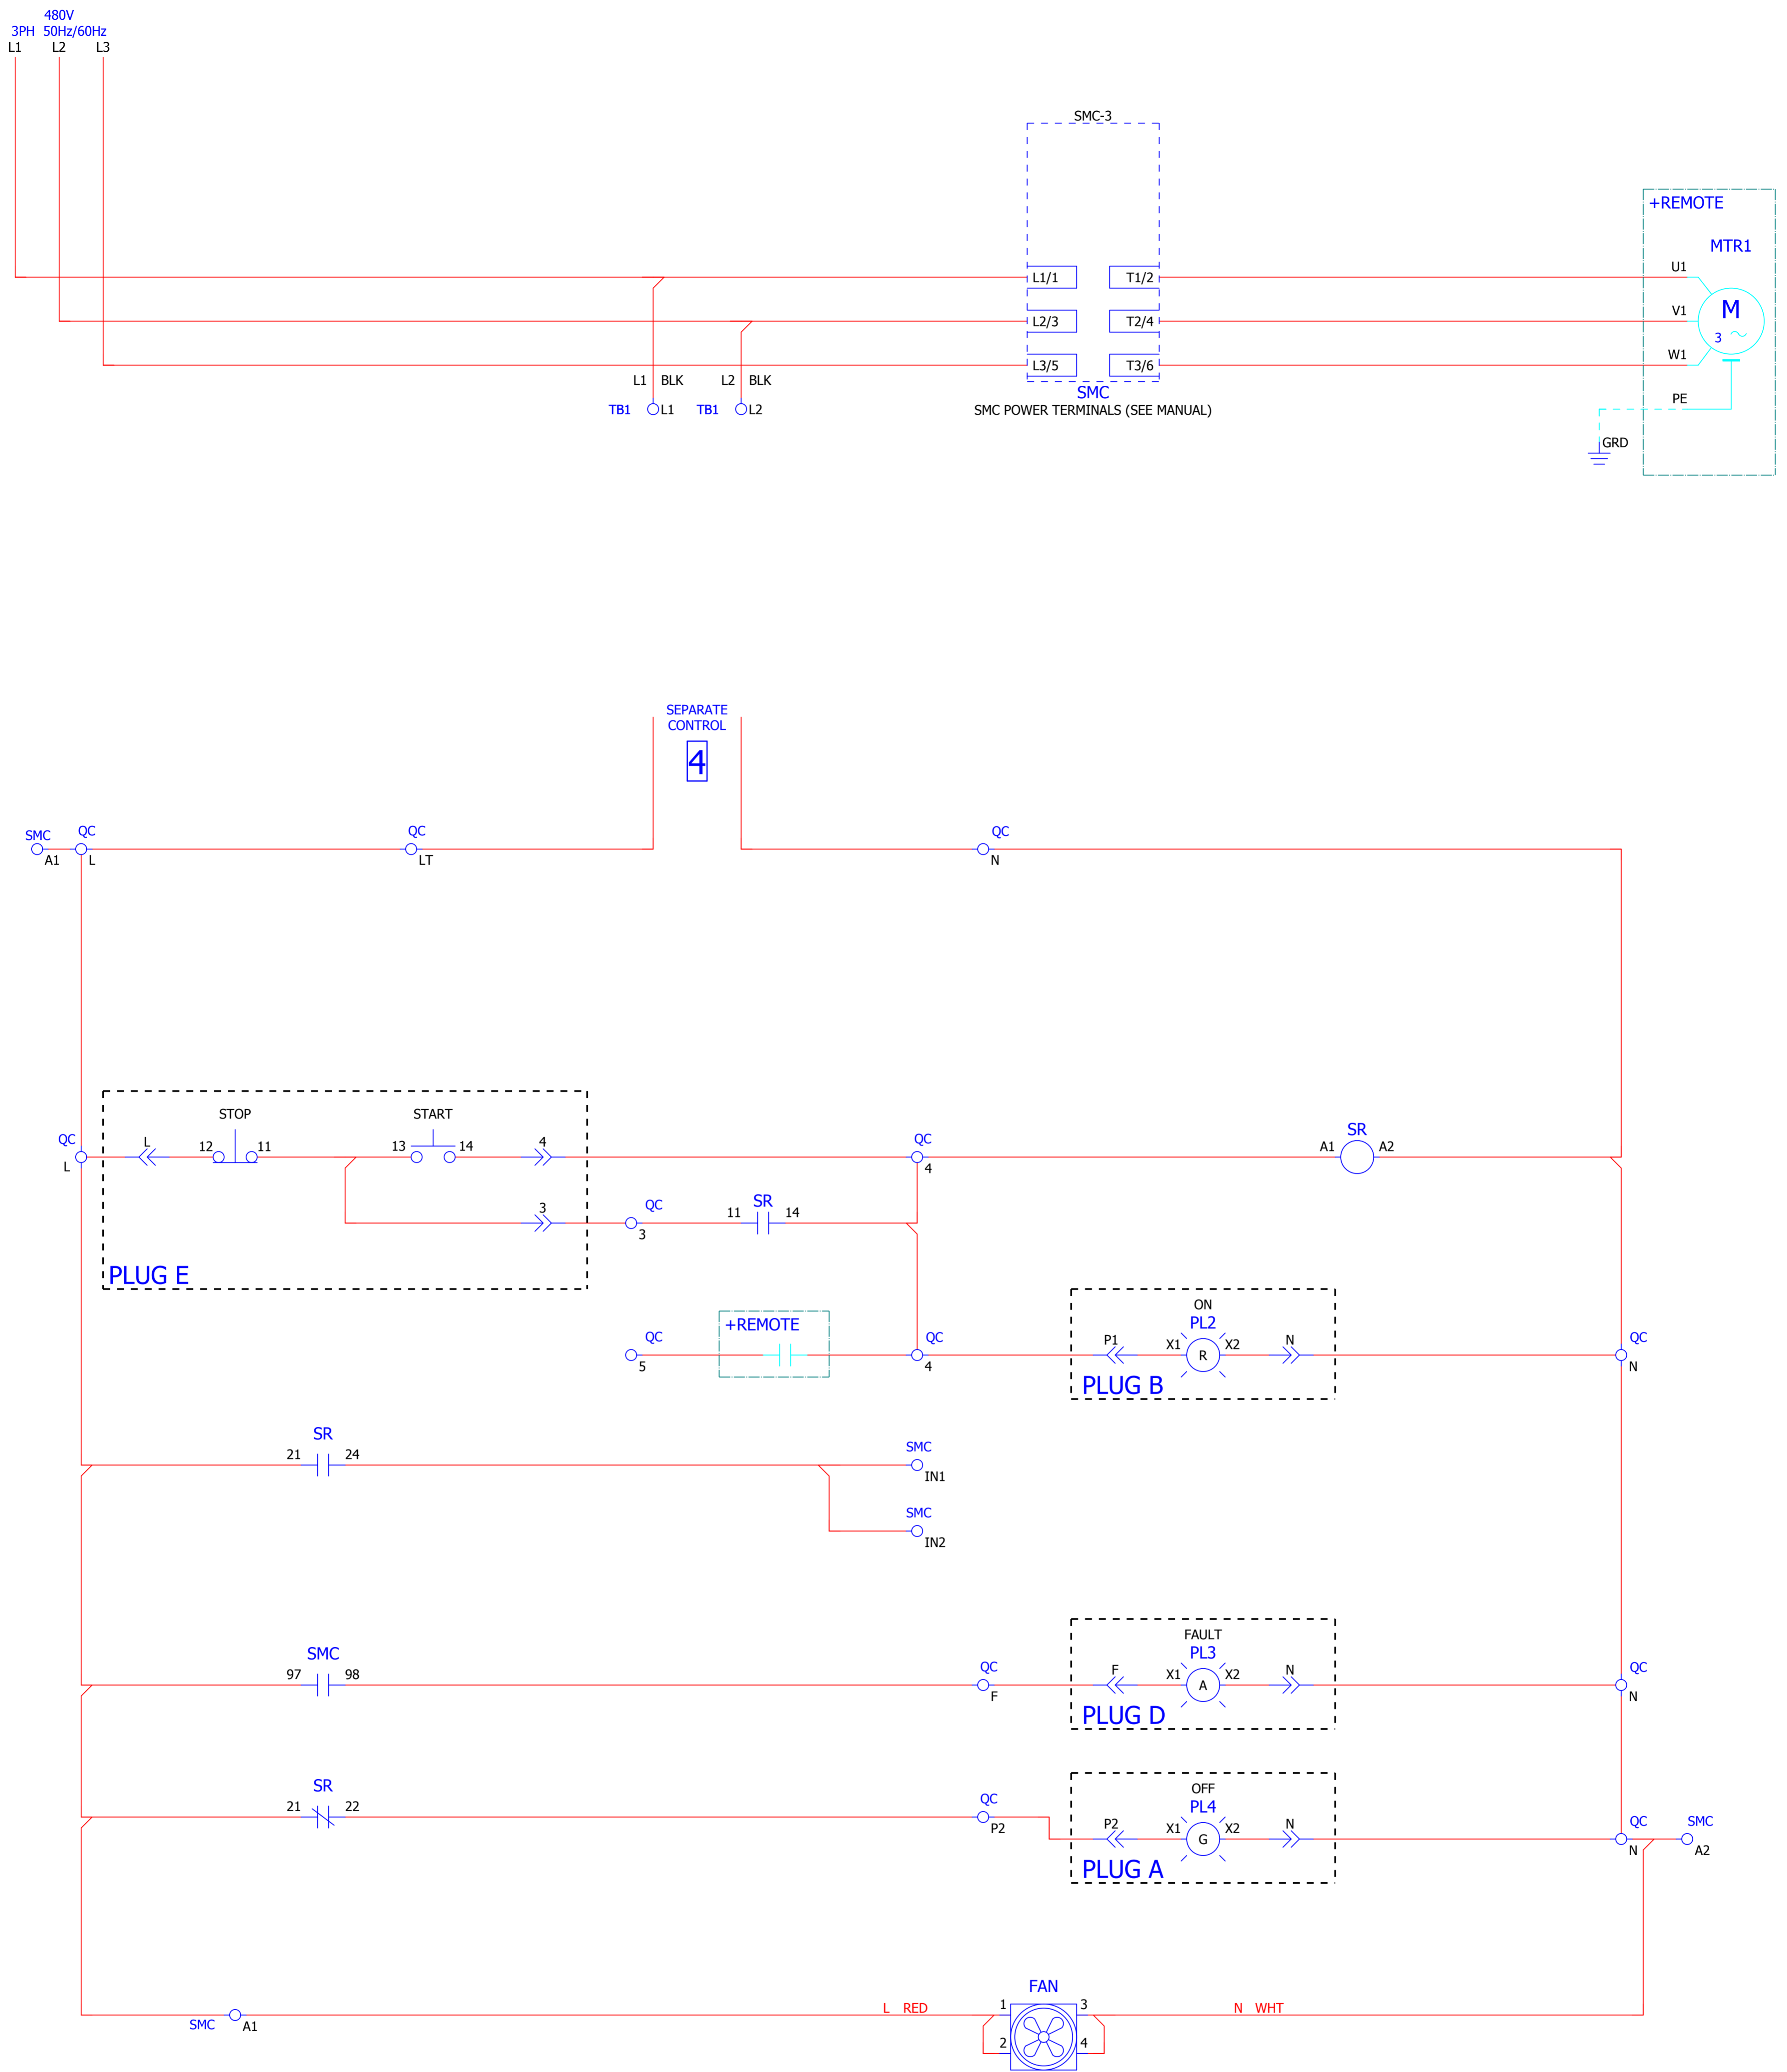 480V
3PH 50Hz/60Hz
L1 L2 L3
SMC-3
+REMOTE
MTR1
U1
L1/1 T1/2
V1 M
L2/3 T2/4
3
W1
L3/5 T3/6
L1 BLK L2 BLK
SMC
PE
TB1 L1 TB1 L2
SMC POWER TERMINALS (SEE MANUAL)
GRD
SEPARATE
CONTROL
4
SMC QC QC QC
A1 L LT N
STOP START
QC L 12 11 13 14 4 QC A1 SR A2
L 4
3 QC 11 SR 14
3
PLUG E
ON
+REMOTE PL2
QC QC P1 X1 R X2 N QC
5 4 N
PLUG B
SR
21 24 SMC
IN1
SMC
IN2
FAULT
SMC PL3
97 98 QC F X1 A X2 N QC
F N
PLUG D
SR OFF
21 22 QC PL4
P2 P2 X1 G X2 N QC SMC
N A2
PLUG A
FAN
L RED 1 3 N WHT
SMC A1
2 4